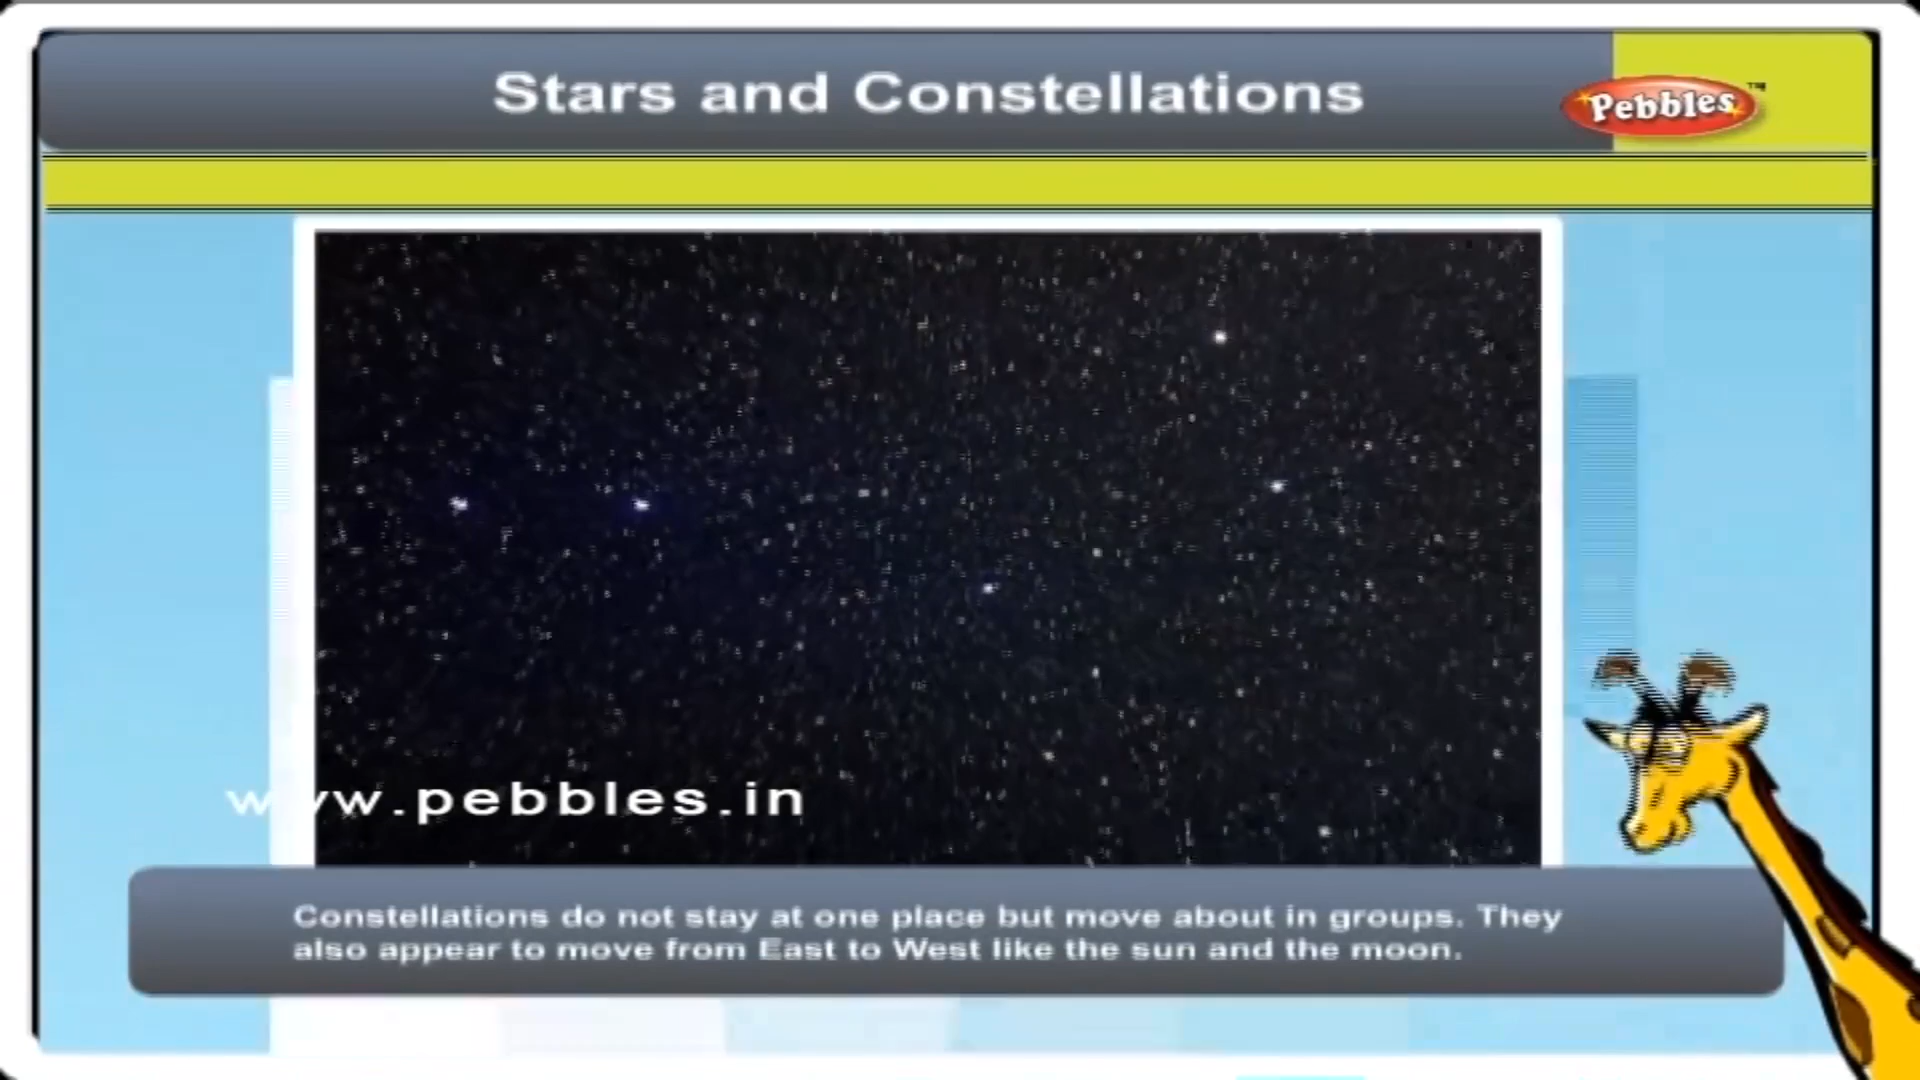 Stars and Constellations
Pebbles™
www.pebbles.in
Constellations do not stay at one place but move about in groups. They
also appear to move from East to West like the sun and the moon.